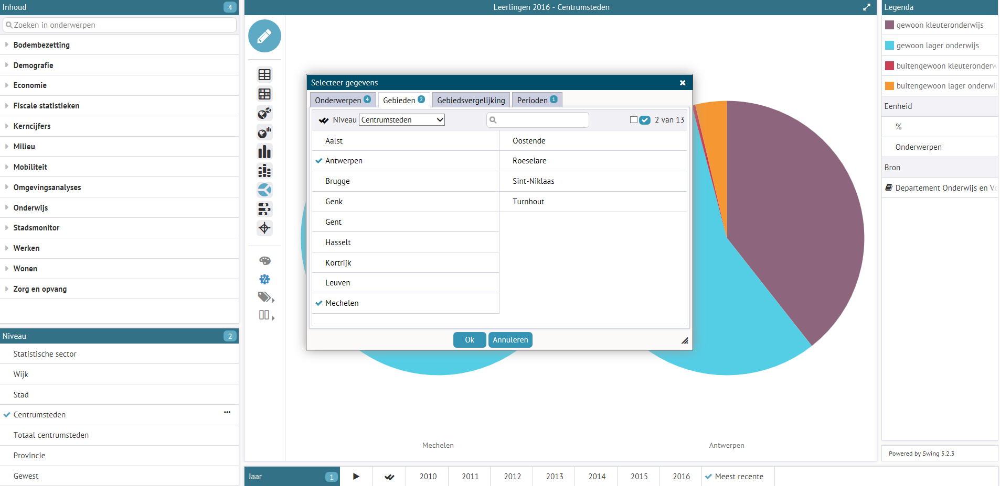 Inhoud 4
Zoeken in onderwerpen
Bodembezetting
Demografie
Economie
Fiscale statistieken
Kerncijfers
Milieu
Mobiliteit
Omgevingsanalyses
Onderwijs
Stadsmonitor
Werken
Wonen
Zorg en opvang
Niveau 2
Statistische sector
Wijk
Stad
Centrumsteden
Totaal centrumsteden
Provincie
Gewest
Leerlingen 2016 - Centrumsteden
Selecteer gegevens
Onderwerpen 4 Gebieden 2 Gebiedsvergelijking Perioden 1
Niveau Centrumsteden 2 van 13
Aalst
Antwerpen
Brugge
Genk
Gent
Hasselt
Kortrijk
Leuven
Mechelen
Oostende
Roeselare
Sint-Niklaas
Turnhout
Ok Annuleren
Mechelen Antwerpen
Jaar 1 2010 2011 2012 2013 2014 2015 2016 Meest recente
Legenda
gewoon kleuteronderwijs
gewoon lager onderwijs
buitengewoon kleuteronderw
buitengewoon lager onderwi
Eenheid
%
Onderwerpen
Bron
Departement Onderwijs en Vo
Powered by Swing 5.2.3